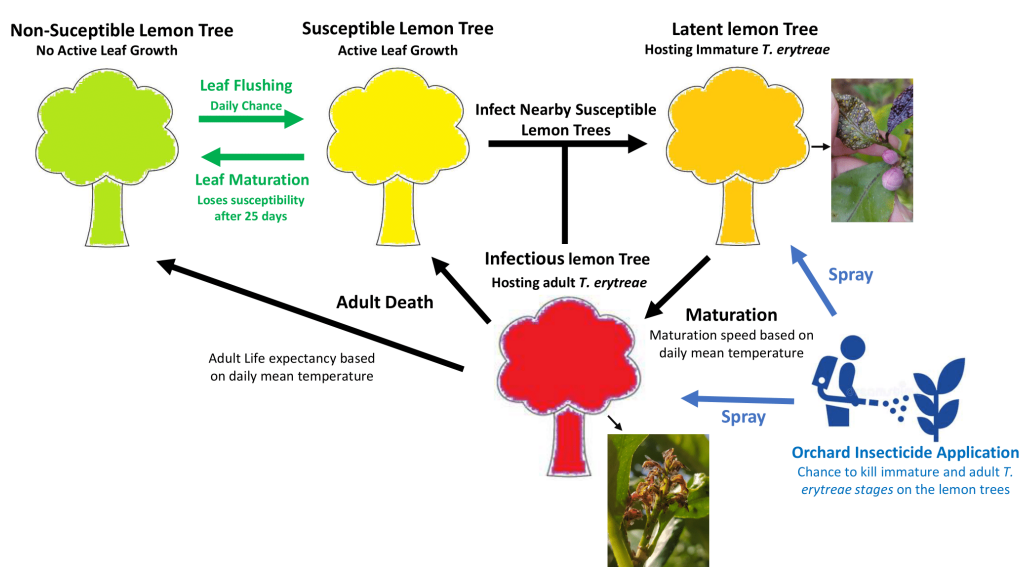 Non-Suceptible Lemon Tree
No Active Leaf Growth
Susceptible Lemon Tree
Active Leaf Growth
Latent lemon Tree
Hosting Immature T. erytreae
Leaf Flushing
Daily Chance
Leaf Maturation
Loses susceptibility
after 25 days
Infect Nearby Susceptible
Lemon Trees
Infectious lemon Tree
Hosting adult T. erytreae
Adult Death
Adult Life expectancy based
on daily mean temperature
Maturation
Maturation speed based on
daily mean temperature
Spray
Spray
Orchard Insecticide Application
Chance to kill immature and adult T.
erytreae stages on the lemon trees